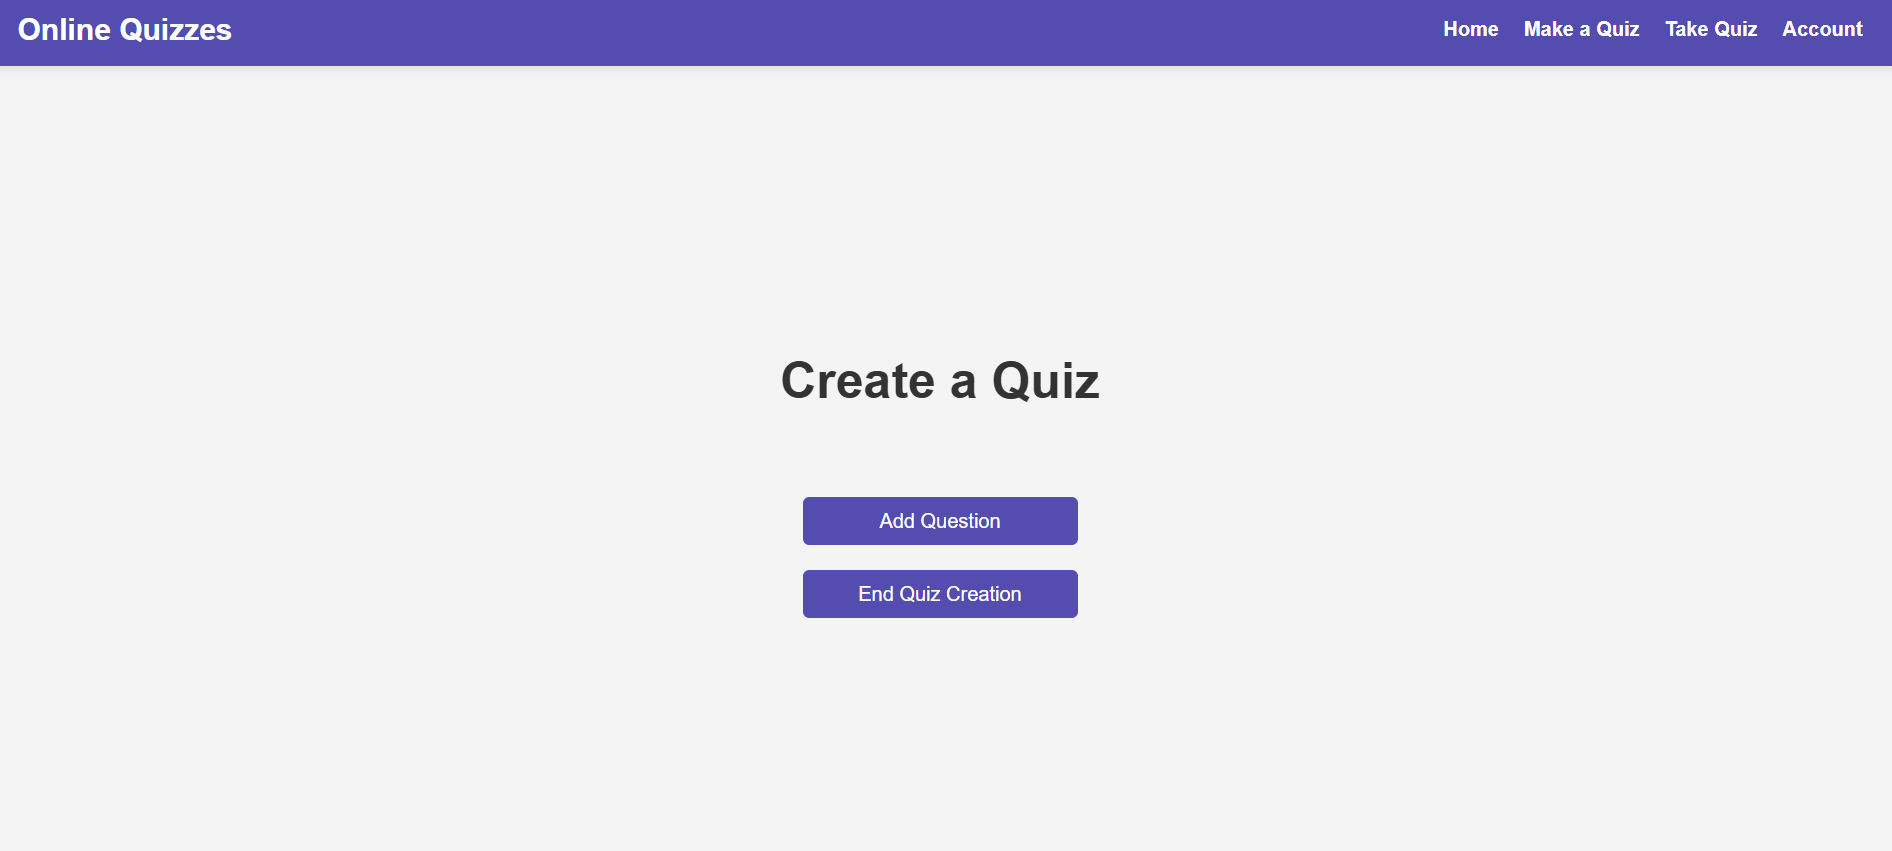 Online Quizzes
Home Make a Quiz Take Quiz Account
Create a Quiz
Add Question
End Quiz Creation